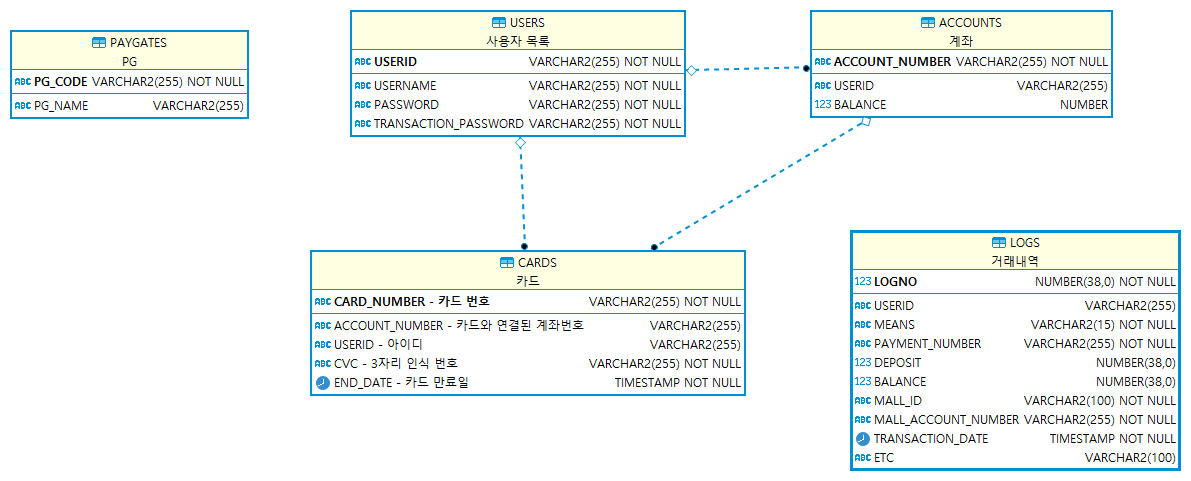 PAYGATES
PG
ABC PG_CODE VARCHAR2(255) NOT NULL
ABC PG_NAME VARCHAR2(255)
USERS
사용자 목록
ABC USERID VARCHAR2(255) NOT NULL
ABC USERNAME VARCHAR2(255) NOT NULL
ABC PASSWORD VARCHAR2(255) NOT NULL
ABC TRANSACTION_PASSWORD VARCHAR2(255) NOT NULL
ACCOUNTS
계좌
ABC ACCOUNT_NUMBER VARCHAR2(255) NOT NULL
ABC USERID VARCHAR2(255)
123 BALANCE NUMBER
CARDS
카드
ABC CARD_NUMBER - 카드 번호 VARCHAR2(255) NOT NULL
ABC ACCOUNT_NUMBER - 카드와 연결된 계좌번호 VARCHAR2(255)
ABC USERID - 아이디 VARCHAR2(255)
ABC CVC - 3자리 인식 번호 VARCHAR2(255) NOT NULL
END_DATE - 카드 만료일 TIMESTAMP NOT NULL
LOGS
거래내역
123 LOGNO NUMBER(38,0) NOT NULL
ABC USERID VARCHAR2(255)
ABC MEANS VARCHAR2(15) NOT NULL
ABC PAYMENT_NUMBER VARCHAR2(255) NOT NULL
123 DEPOSIT NUMBER(38,0)
123 BALANCE NUMBER(38,0)
ABC MALL_ID VARCHAR2(100) NOT NULL
ABC MALL_ACCOUNT_NUMBER VARCHAR2(255) NOT NULL
TRANSACTION_DATE TIMESTAMP NOT NULL
ABC ETC VARCHAR2(100)